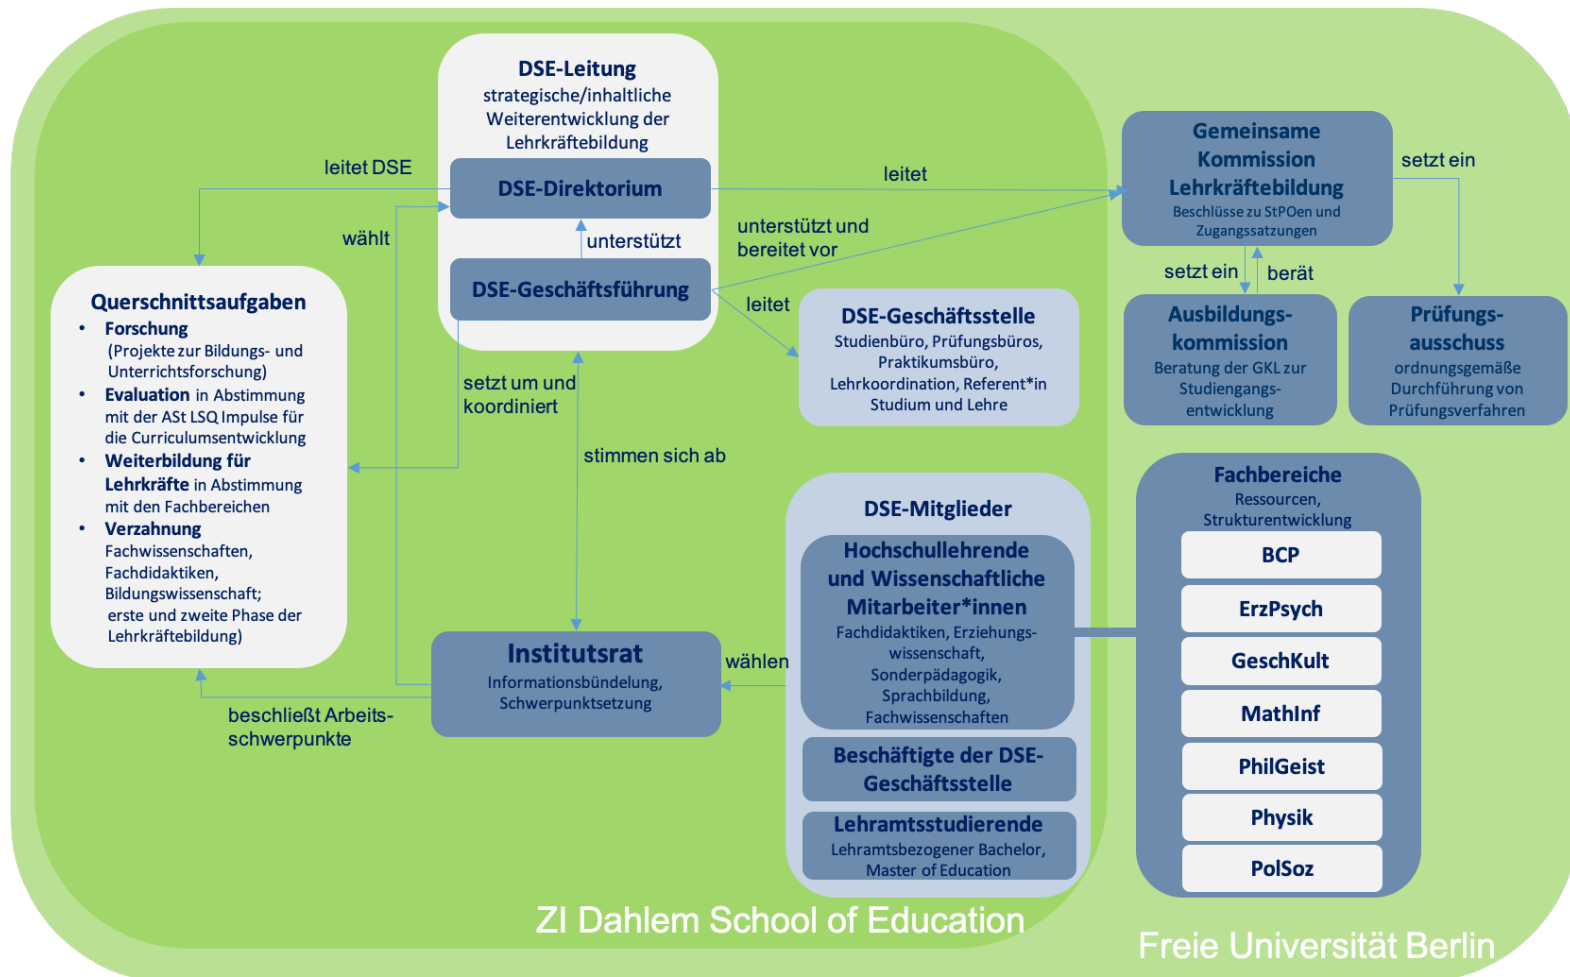 DSE-Leitung
strategische/inhaltliche
Weiterentwicklung der
Lehrkräftebildung
DSE-Direktorium
unterstützt
DSE-Geschäftsführung
leitet DSE
wählt
leitet
unterstützt und
bereitet vor
leitet
setzt um und
koordiniert
stimmen sich ab
Querschnittsaufgaben
• Forschung
(Projekte zur Bildungs- und
Unterrichtsforschung)
• Evaluation in Abstimmung
mit der ASt LSQ Impulse für
die Curriculumsentwicklung
• Weiterbildung für
Lehrkräfte in Abstimmung
mit den Fachbereichen
• Verzahnung
Fachwissenschaften,
Fachdidaktiken,
Bildungswissenschaft;
erste und zweite Phase der
Lehrkräftebildung)
beschließt Arbeits-
schwerpunkte
Institutsrat
Informationsbündelung,
Schwerpunktsetzung
wählen
DSE-Geschäftsstelle
Studienbüro, Prüfungsbüros,
Praktikumsbüro,
Lehrkoordination, Referent*in
Studium und Lehre
DSE-Mitglieder
Hochschullehrende
und Wissenschaftliche
Mitarbeiter*innen
Fachdidaktiken, Erziehungs-
wissenschaft,
Sonderpädagogik,
Sprachbildung,
Fachwissenschaften
Beschäftigte der DSE-
Geschäftsstelle
Lehramtsstudierende
Lehramtsbezogener Bachelor,
Master of Education
Gemeinsame
Kommission
Lehrkräftebildung
Beschlüsse zu StPOen und
Zugangssatzungen
setzt ein
setzt ein
berät
Ausbildungs-
kommission
Beratung der GKL zur
Studiengangs-
entwicklung
Prüfungs-
ausschuss
ordnungsgemäße
Durchführung von
Prüfungsverfahren
Fachbereiche
Ressourcen,
Strukturentwicklung
BCP
ErzPsych
GeschKult
MathInf
PhilGeist
Physik
PolSoz
ZI Dahlem School of Education
Freie Universität Berlin